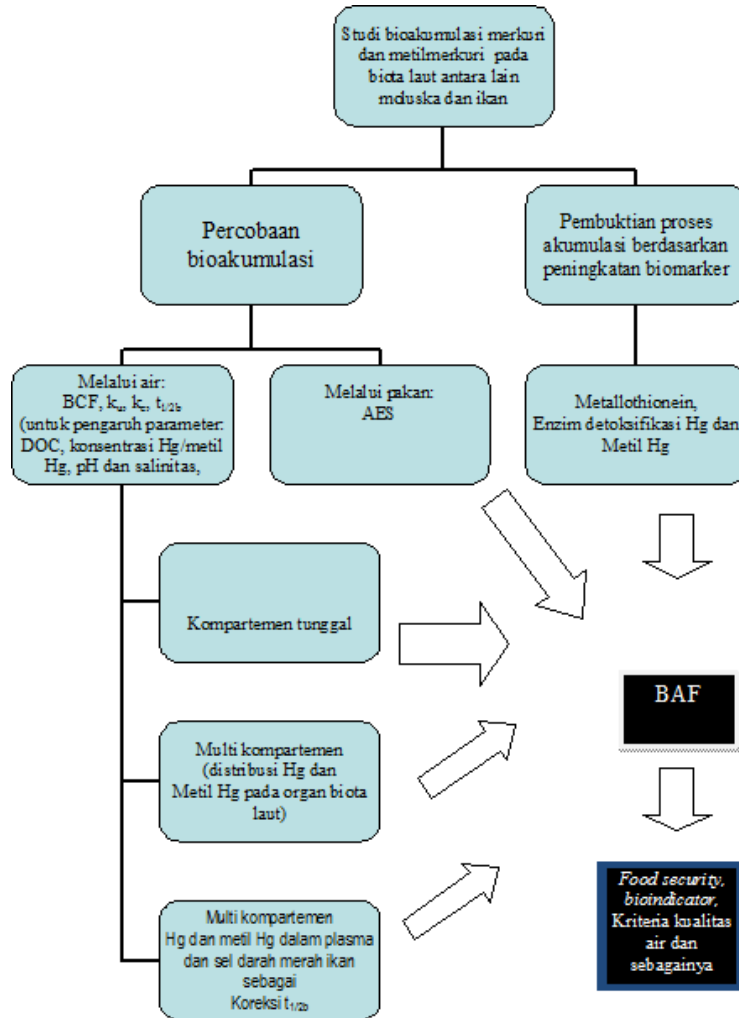 Studi bioakumulasi merkuri
dan metilmerkuri pada
biota laut antara lain
moluska dan ikan
Percobaan
bioakumulasi
Pembuktian proses
akumulasi berdasarkan
peningkatan biomarker
Melalui air:
BCF, kᵤ, kₑ, t1/2b
(untuk pengaruh parameter:
DOC, konsentrasi Hg/metil
Hg, pH dan salinitas,
Melalui pakan:
AES
Metallothionein,
Enzim detoksifikasi Hg dan
Metil Hg
Kompartemen tunggal
Multi kompartemen
(distribusi Hg dan
Metil Hg pada organ biota
laut)
BAF
Multi kompartemen
Hg dan metil Hg dalam plasma
dan sel darah merah ikan
sebagai
Koreksi t1/2b
Food security,
bioindicator,
Kriteria kualitas
air dan
sebagainya